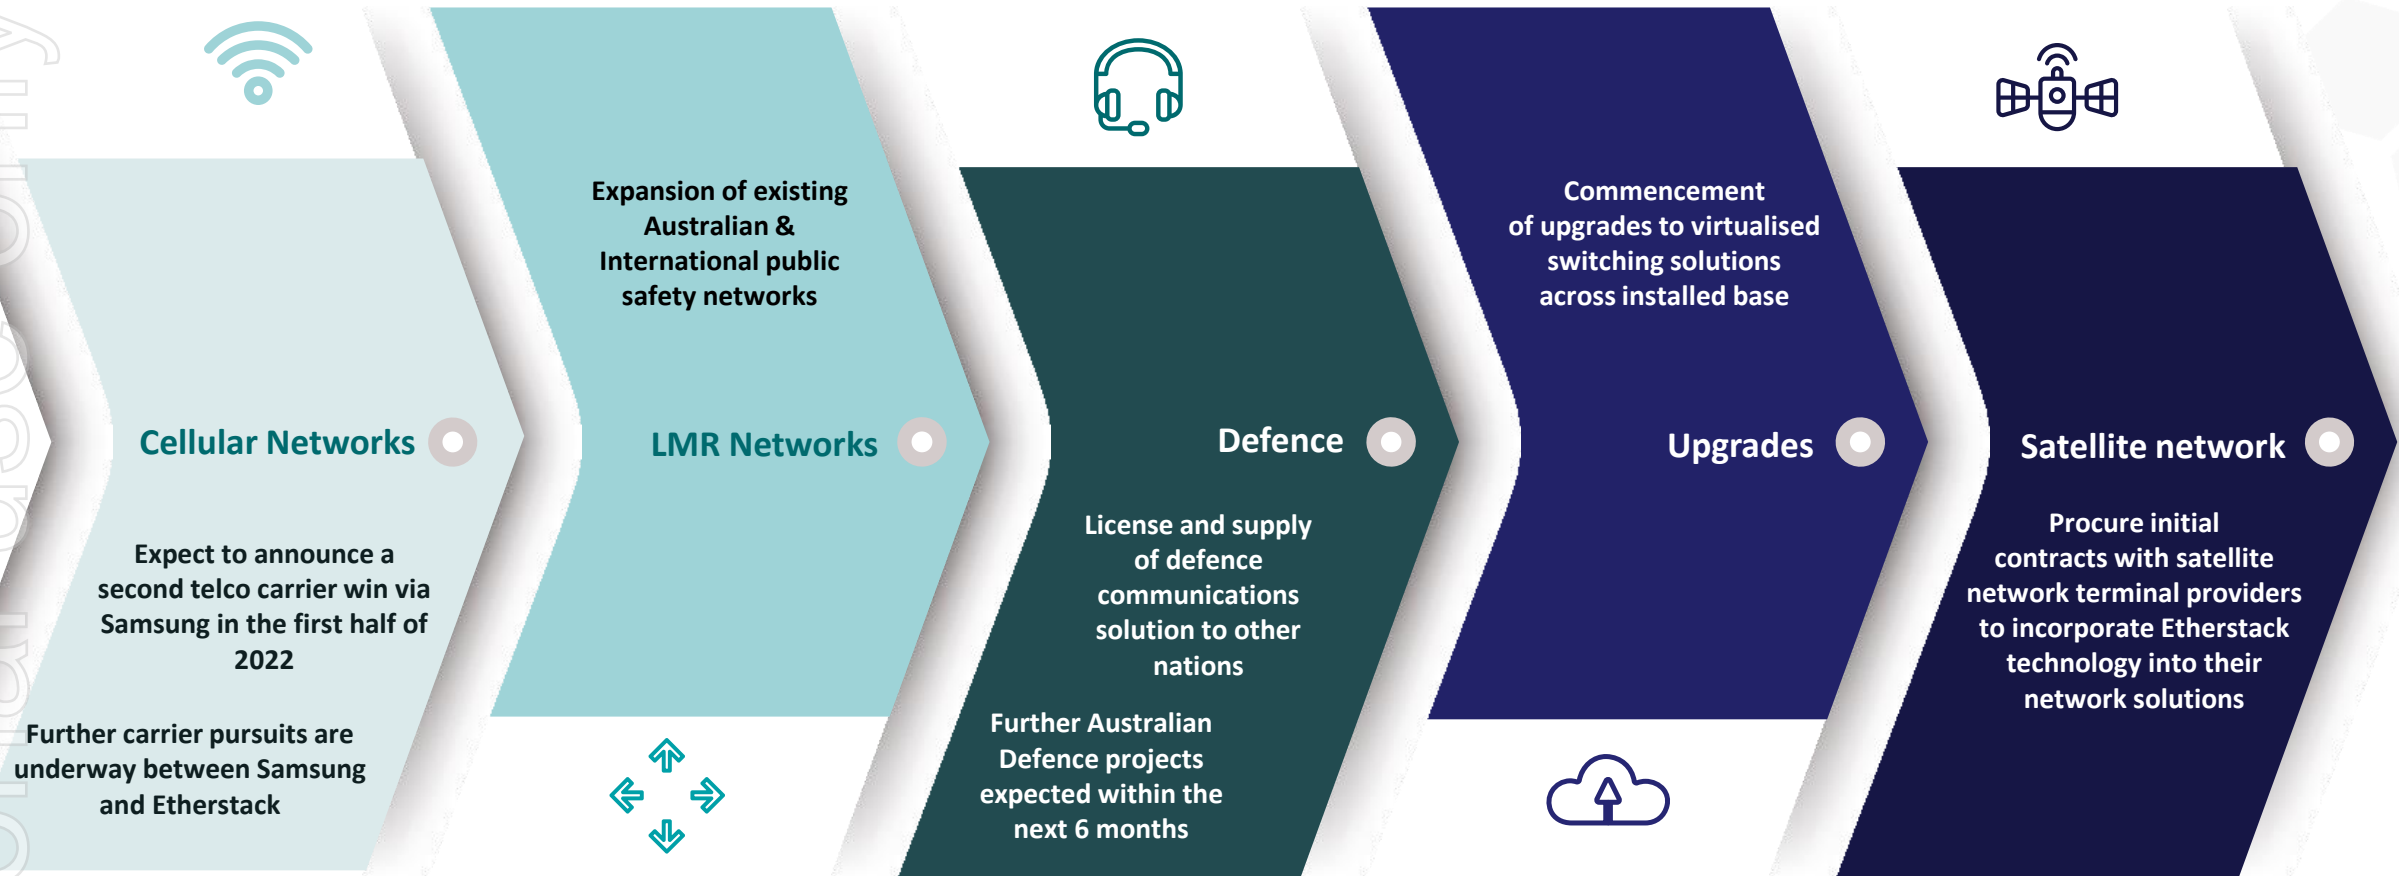 Cellular Networks
Expect to announce a
second telco carrier win via
Samsung in the first half of
2022
Further carrier pursuits are
underway between Samsung
and Etherstack
Expansion of existing
Australian &
International public
safety networks
LMR Networks
Defence
License and supply
of defence
communications
solution to other
nations
Further Australian
Defence projects
expected within the
next 6 months
Commencement
of upgrades to virtualised
switching solutions
across installed base
Upgrades
Satellite network
Procure initial
contracts with satellite
network terminal providers
to incorporate Etherstack
technology into their
network solutions